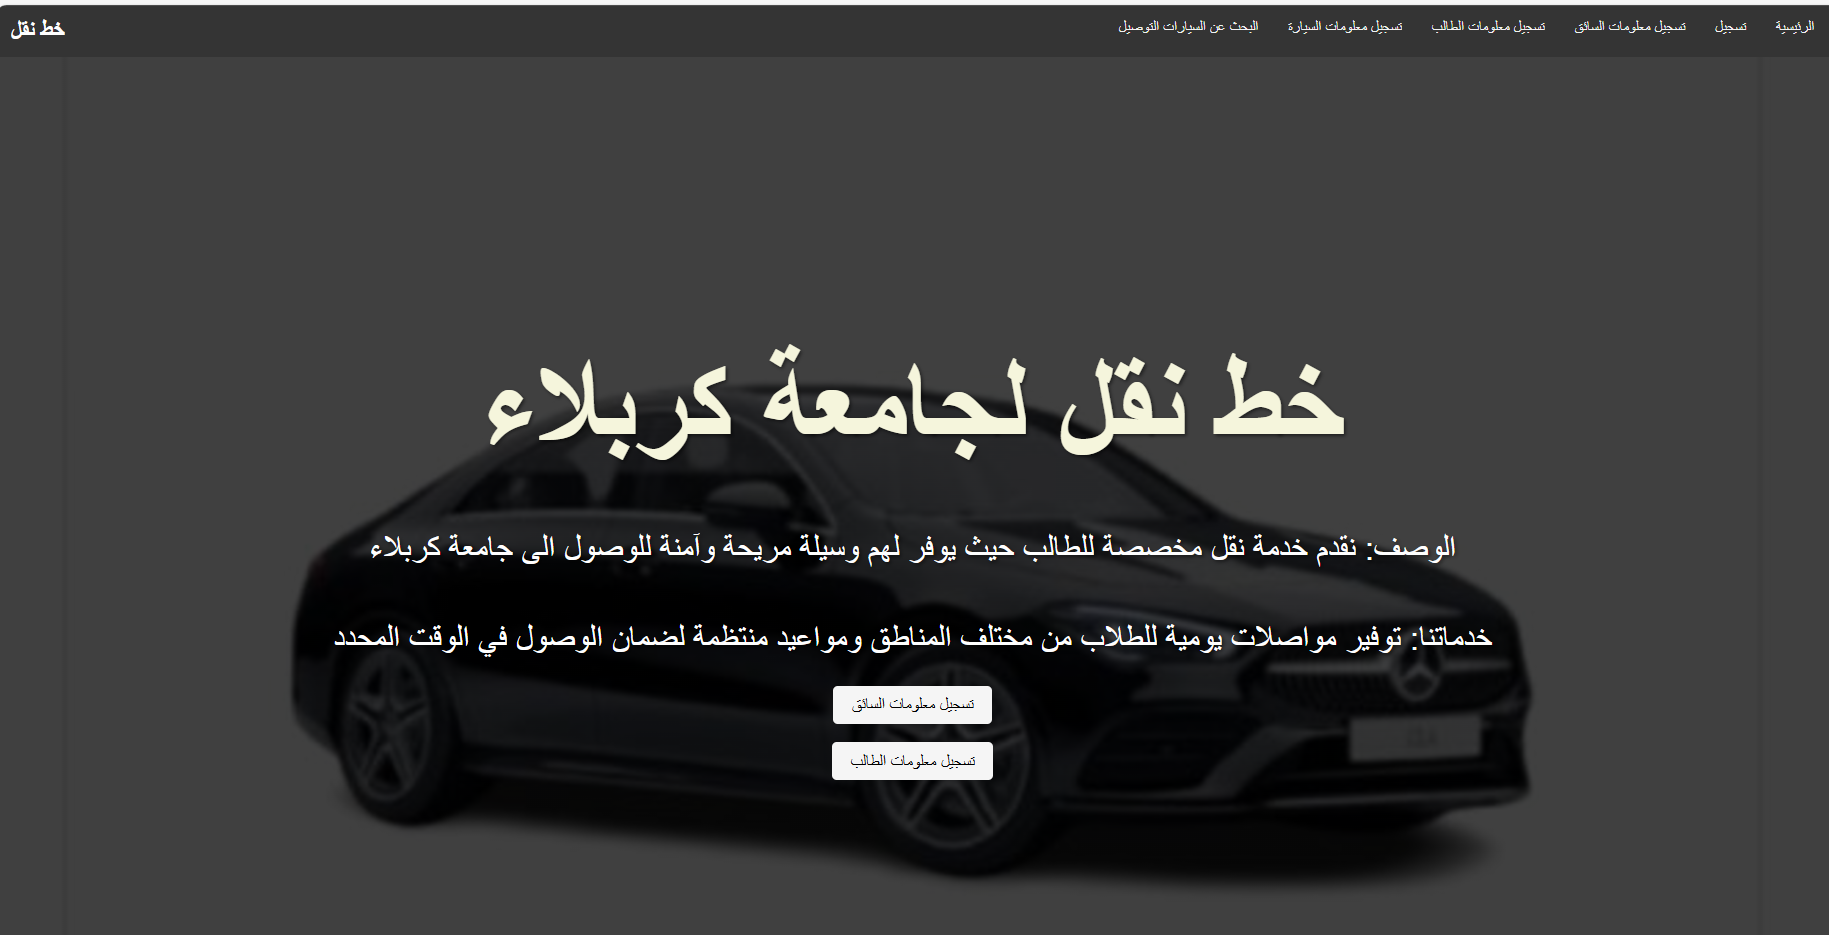 الرئيسية
تسجيل
تسجيل معلومات السائق
تسجيل معلومات الطالب
تسجيل معلومات السيارة
البحث عن السيارات التوصيل
خط نقل
خط نقل لجامعة كربلاء
الوصف: نقدم خدمة نقل مخصصة للطالب حيث يوفر لهم وسيلة مريحة وآمنة للوصول الى جامعة كربلاء
خدماتنا: توفير مواصلات يومية للطلاب من مختلف المناطق ومواعيد منتظمة لضمان الوصول في الوقت المحدد
تسجيل معلومات السائق
تسجيل معلومات الطالب